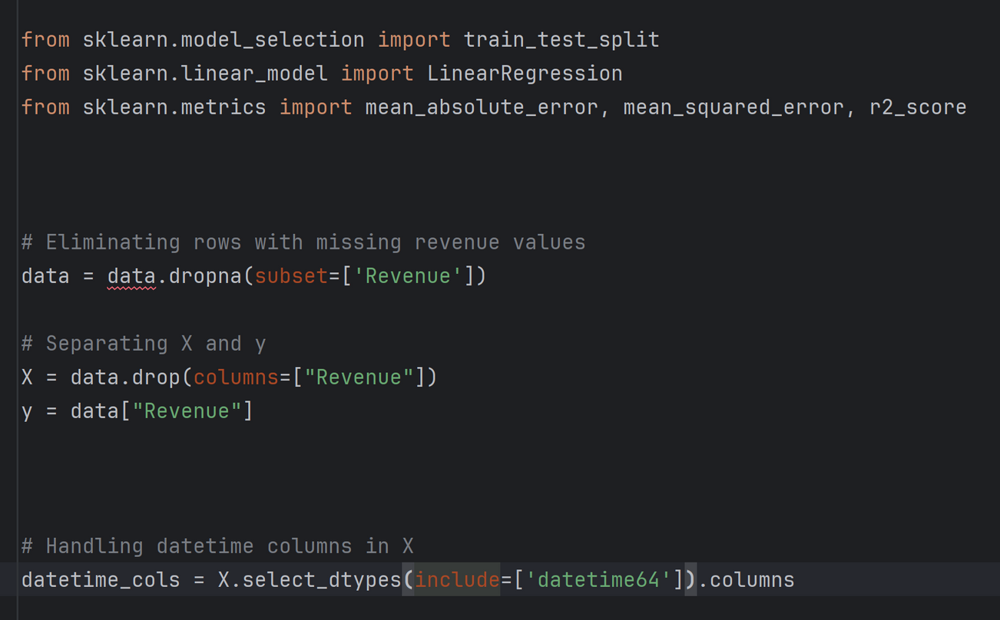 from sklearn.model_selection import train_test_split
from sklearn.linear_model import LinearRegression
from sklearn.metrics import mean_absolute_error, mean_squared_error, r2_score
# Eliminating rows with missing revenue values
data = data.dropna(subset=['Revenue'])
# Separating X and y
X = data.drop(columns=["Revenue"])
y = data["Revenue"]
# Handling datetime columns in X
datetime_cols = X.select_dtypes(include=['datetime64']).columns